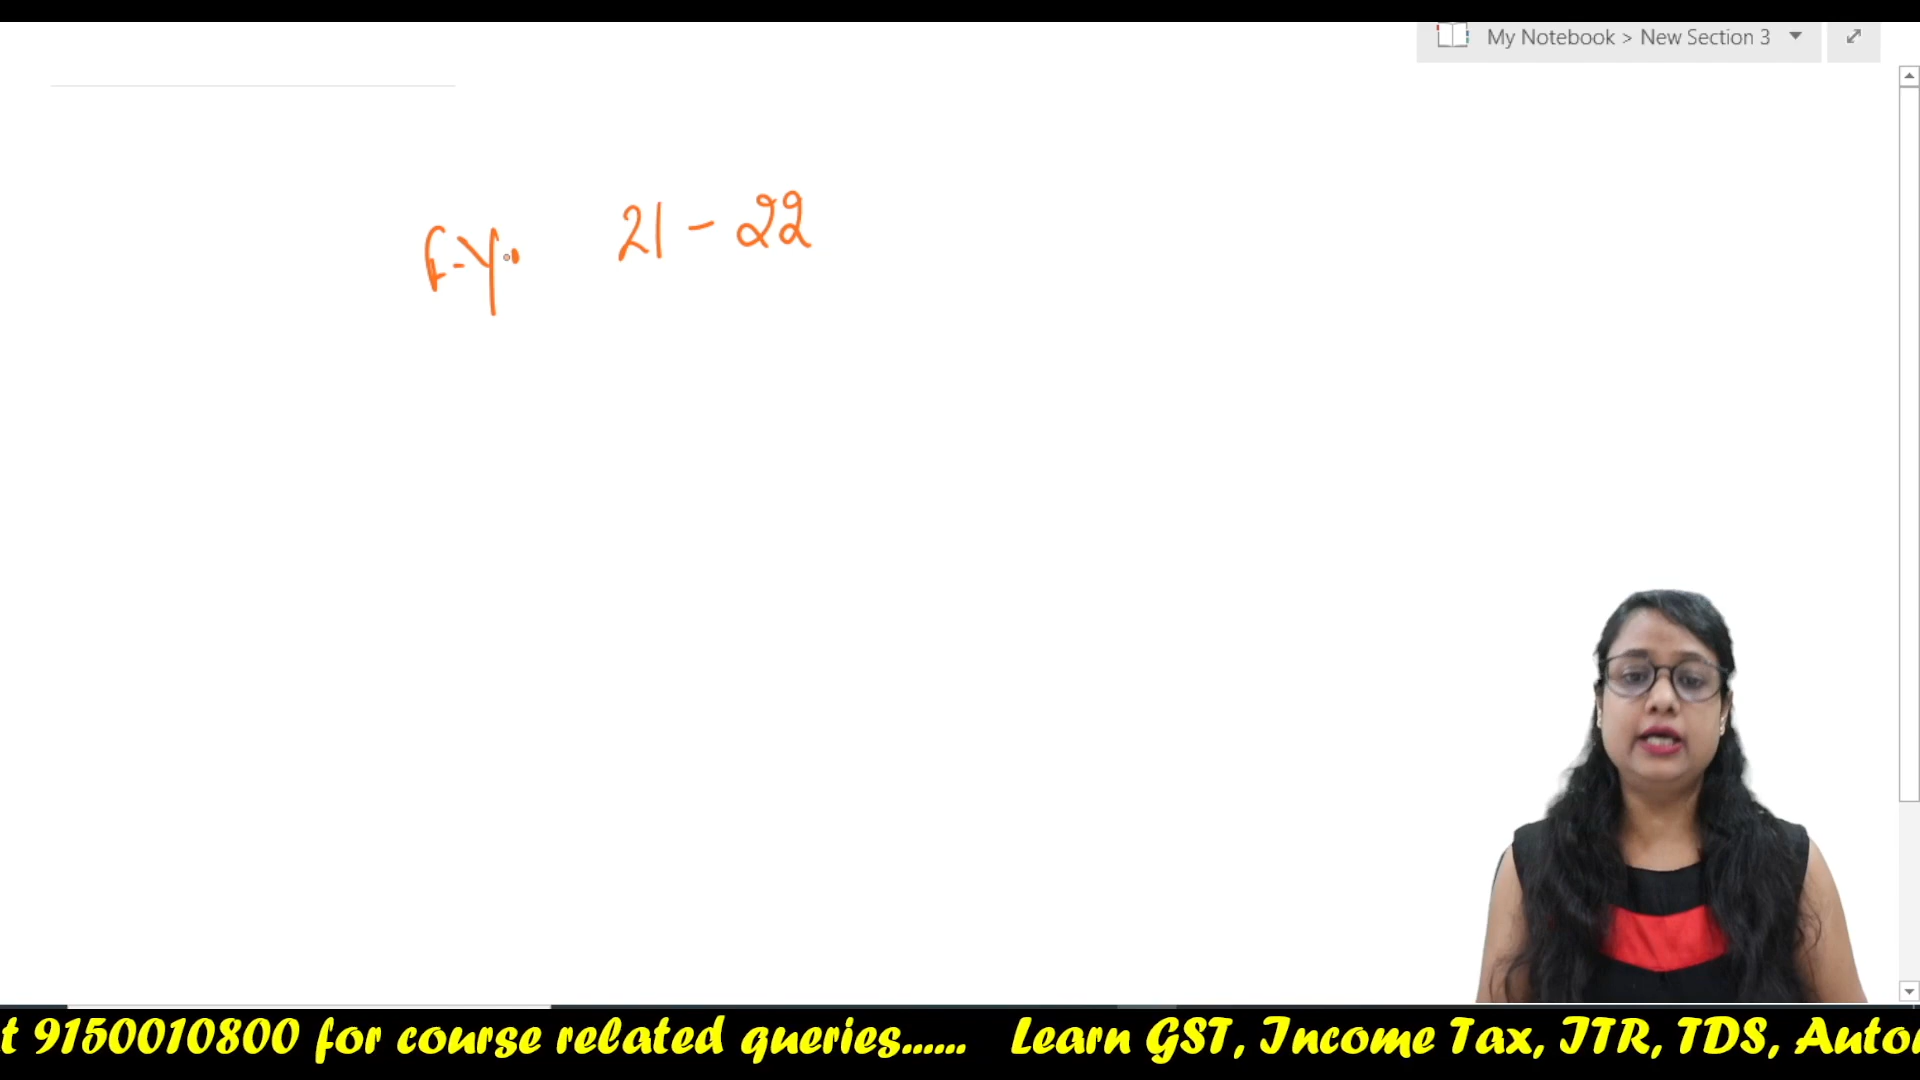 My Notebook > New Section 3
F.Y. 21 - 22
t 9150010800 for course related queries...... Learn GST, Income Tax, ITR, TDS, Auto